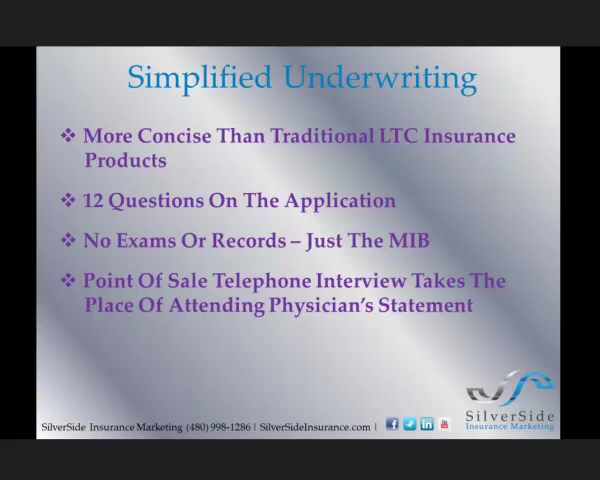 Simplified Underwriting
❖ More Concise Than Traditional LTC Insurance
Products
❖ 12 Questions On The Application
❖ No Exams Or Records – Just The MIB
❖ Point Of Sale Telephone Interview Takes The
Place Of Attending Physician's Statement
SilverSide
Insurance Marketing
SilverSide Insurance Marketing (480) 998-1286 | SilverSideInsurance.com |